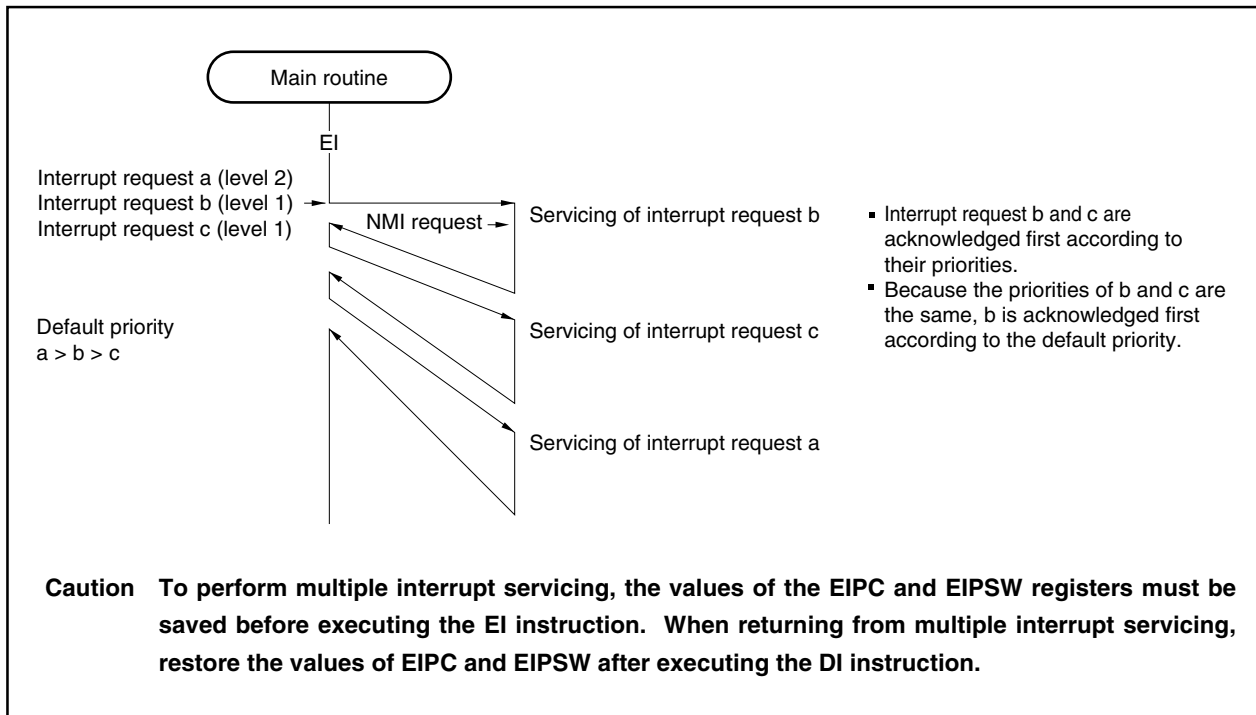 Main routine
EI
Interrupt request a (level 2)
Interrupt request b (level 1)
Interrupt request c (level 1)
NMI request
Servicing of interrupt request b
▪ Interrupt request b and c are
acknowledged first according to
their priorities.
▪ Because the priorities of b and c are
the same, b is acknowledged first
according to the default priority.
Default priority
a > b > c
Servicing of interrupt request c
Servicing of interrupt request a
Caution To perform multiple interrupt servicing, the values of the EIPC and EIPSW registers must be
saved before executing the EI instruction. When returning from multiple interrupt servicing,
restore the values of EIPC and EIPSW after executing the DI instruction.